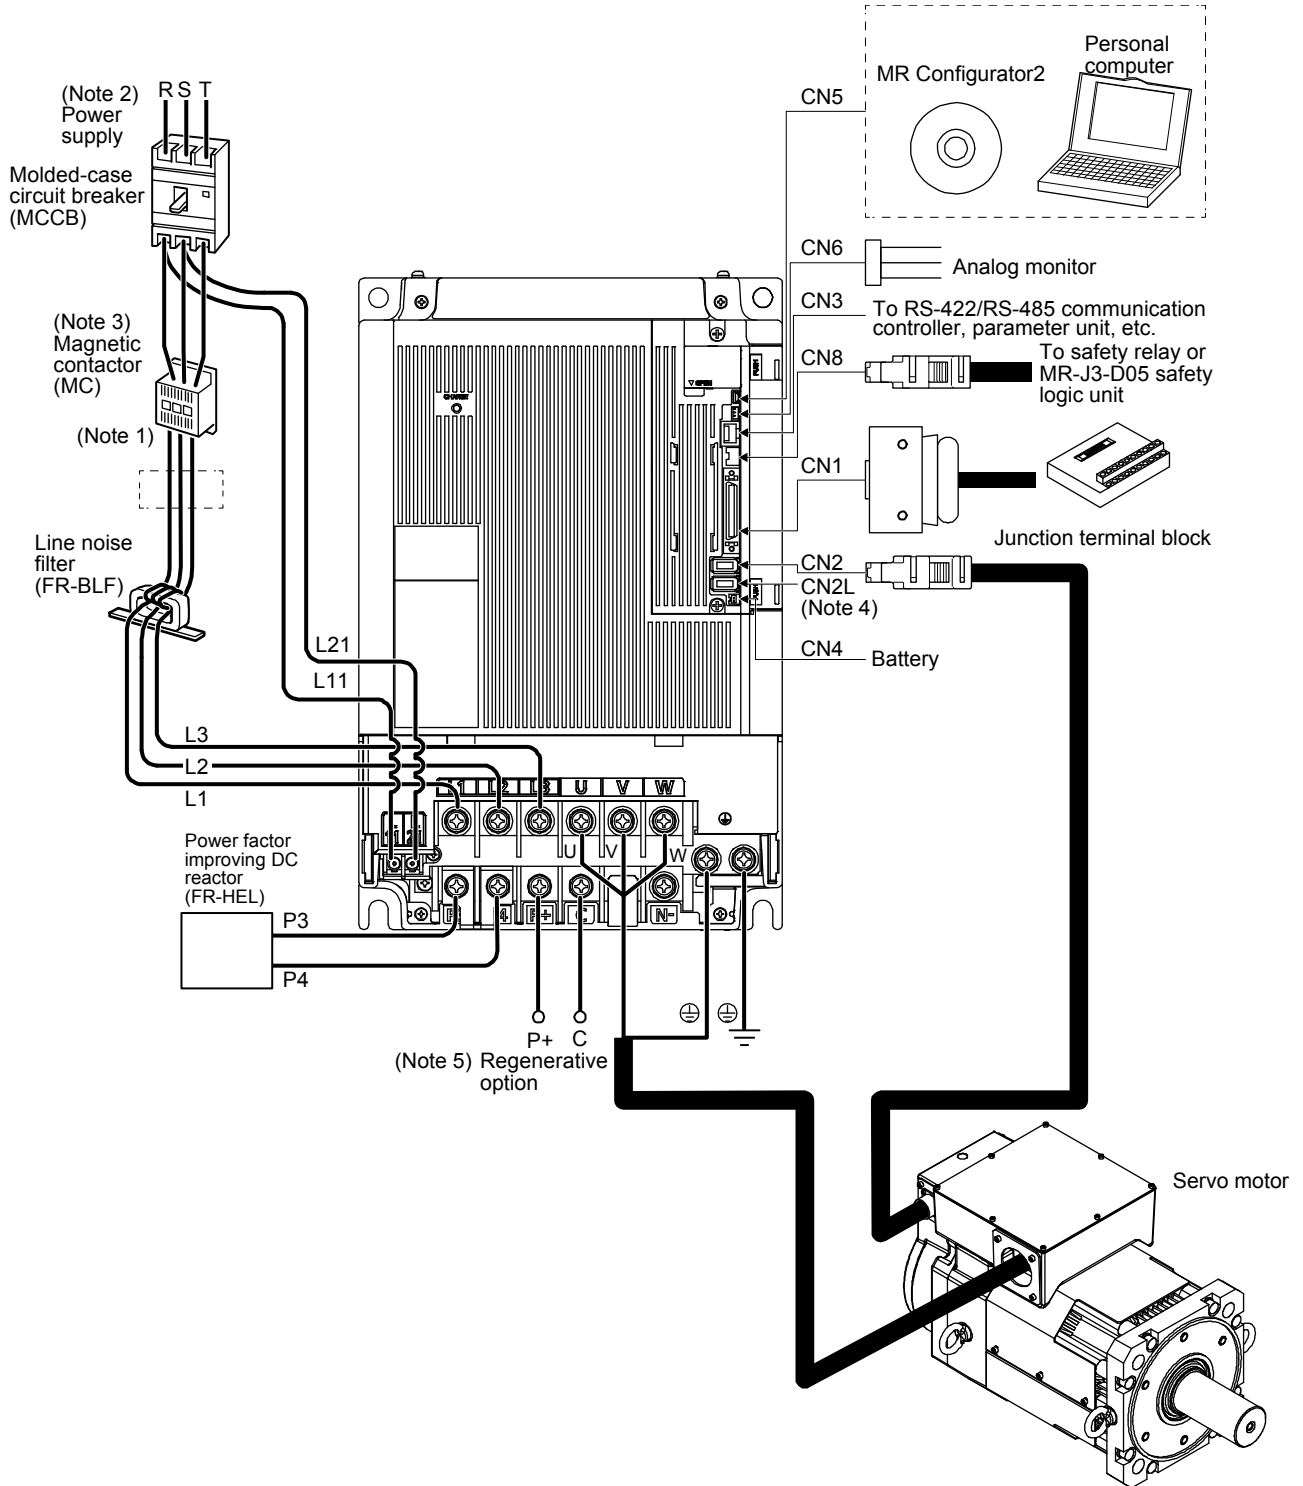 (Note 2)
Power
supply
R S T
Molded-case
circuit breaker
(MCCB)
(Note 3)
Magnetic
contactor
(MC)
(Note 1)
Line noise
filter
(FR-BLF)
L21
L11
L3
L2
L1
Power factor
improving DC
reactor
(FR-HEL)
P3
P4
CHARGE
OPEN
PUSH
PUSH
U V W
U V W
N-
P+ C
(Note 5) Regenerative
option
CN5
MR Configurator2
Personal
computer
CN6
Analog monitor
CN3
To RS-422/RS-485 communication
controller, parameter unit, etc.
CN8
To safety relay or
MR-J3-D05 safety
logic unit
CN1
Junction terminal block
CN2
CN2L
(Note 4)
CN4
Battery
Servo motor